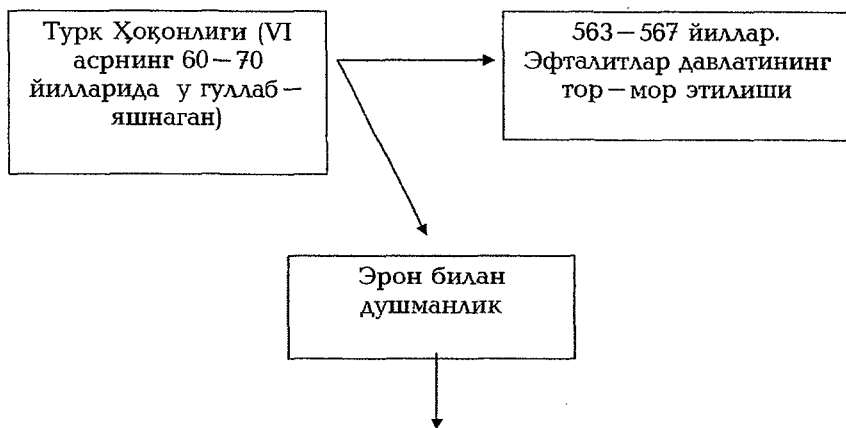 Турк Ҳоқонлиги (VI
асрнинг 60–70
йилларида у гуллаб–
яшнаган)
563–567 йиллар.
Эфталитлар давлатининг
тор–мор этилиши
Эрон билан
душманлик